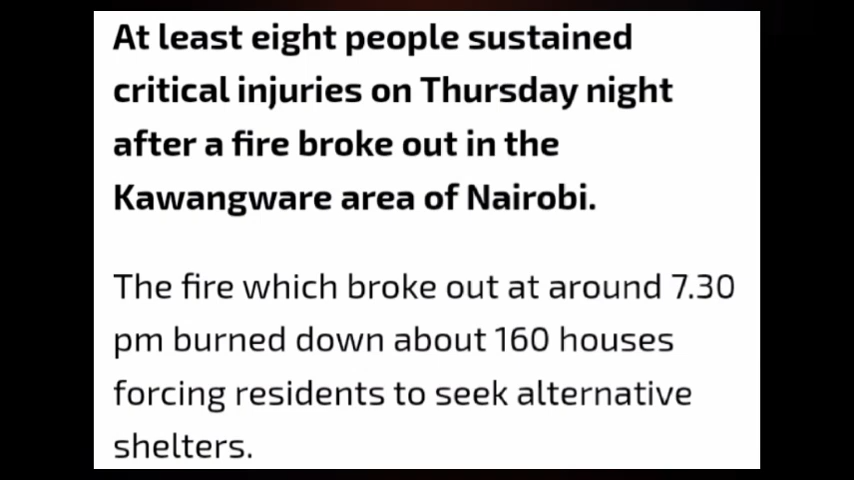 At least eight people sustained
critical injuries on Thursday night
after a fire broke out in the
Kawangware area of Nairobi.
The fire which broke out at around 7.30
pm burned down about 160 houses
forcing residents to seek alternative
shelters.